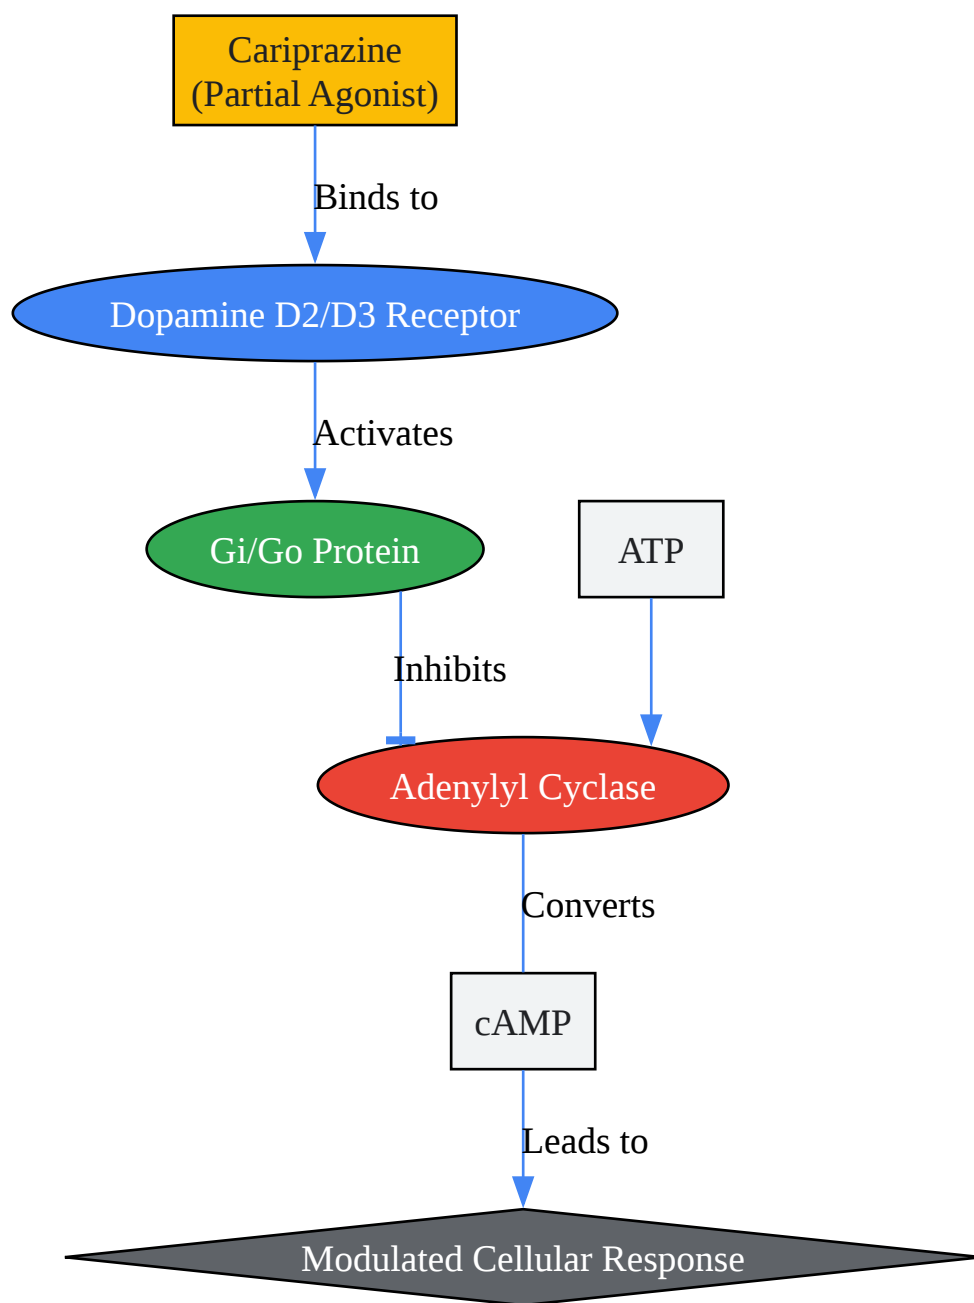 Cariprazine
(Partial Agonist)
Binds to
Dopamine D2/D3 Receptor
Activates
Gi/Go Protein
ATP
Inhibits
Adenylyl Cyclase
Converts
cAMP
Leads to
Modulated Cellular Response